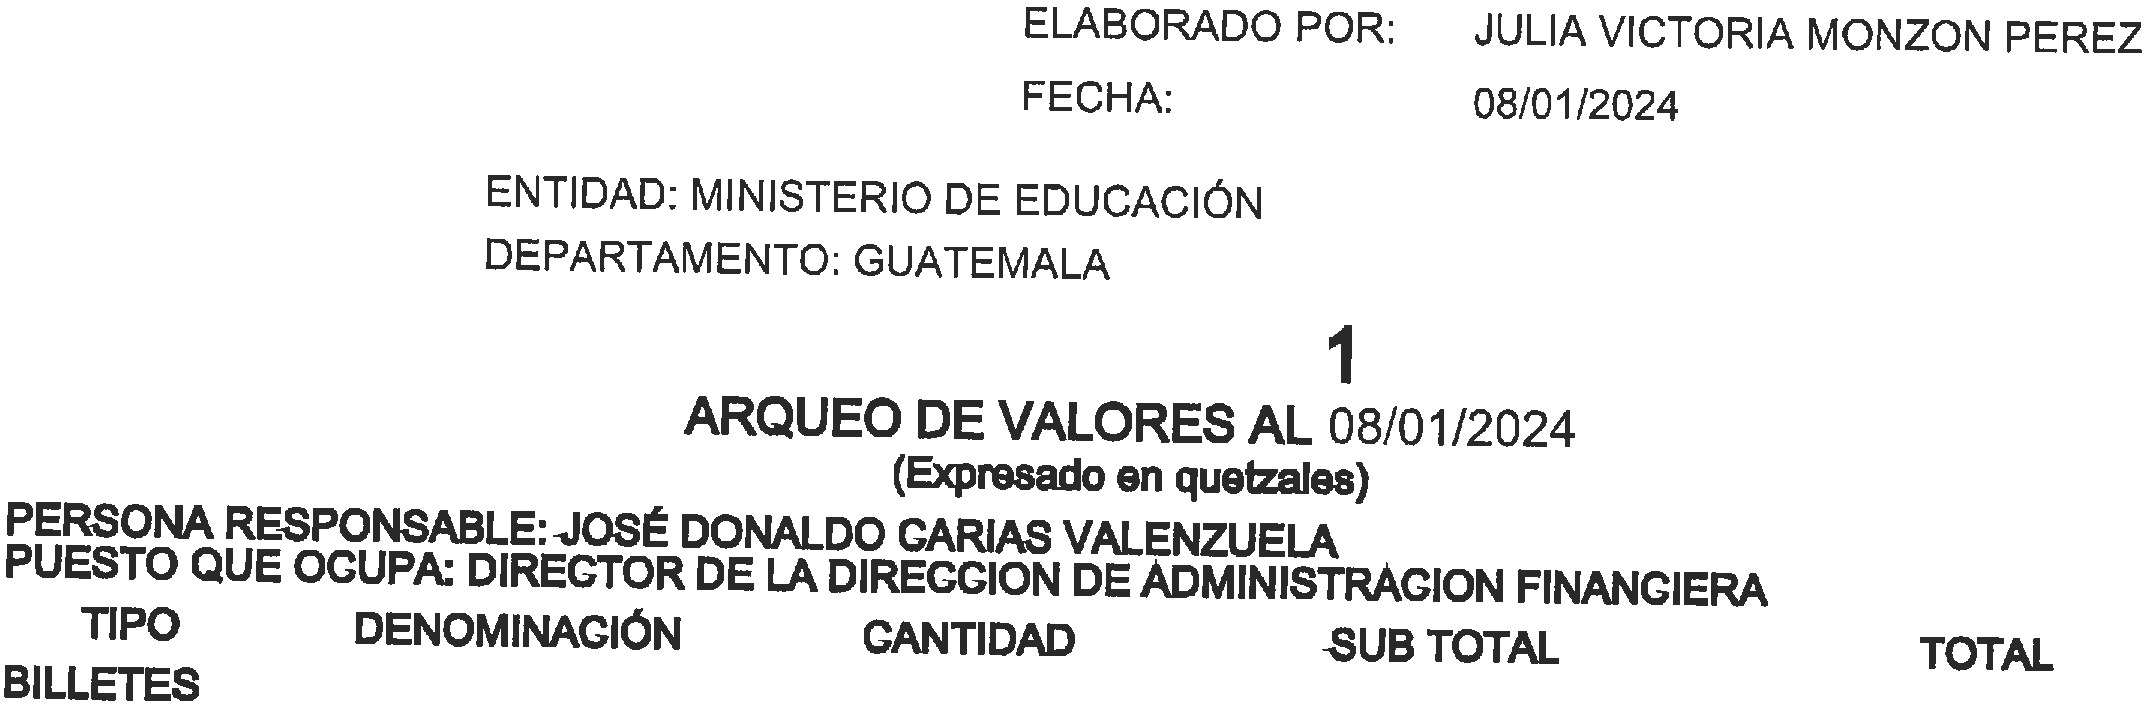 ELABORADO POR: JULIA VICTORIA MONZON PEREZ
FECHA: 08/01/2024
ENTIDAD: MINISTERIO DE EDUCACIÓN
DEPARTAMENTO: GUATEMALA
1
ARQUEO DE VALORES AL 08/01/2024
(Expresado en quetzales)
PERSONA RESPONSABLE: JOSÉ DONALDO CARIAS VALENZUELA
PUESTO QUE OCUPA: DIRECTOR DE LA DIRECCION DE ADMINISTRACION FINANCIERA
TIPO DENOMINACIÓN CANTIDAD SUB TOTAL TOTAL
BILLETES